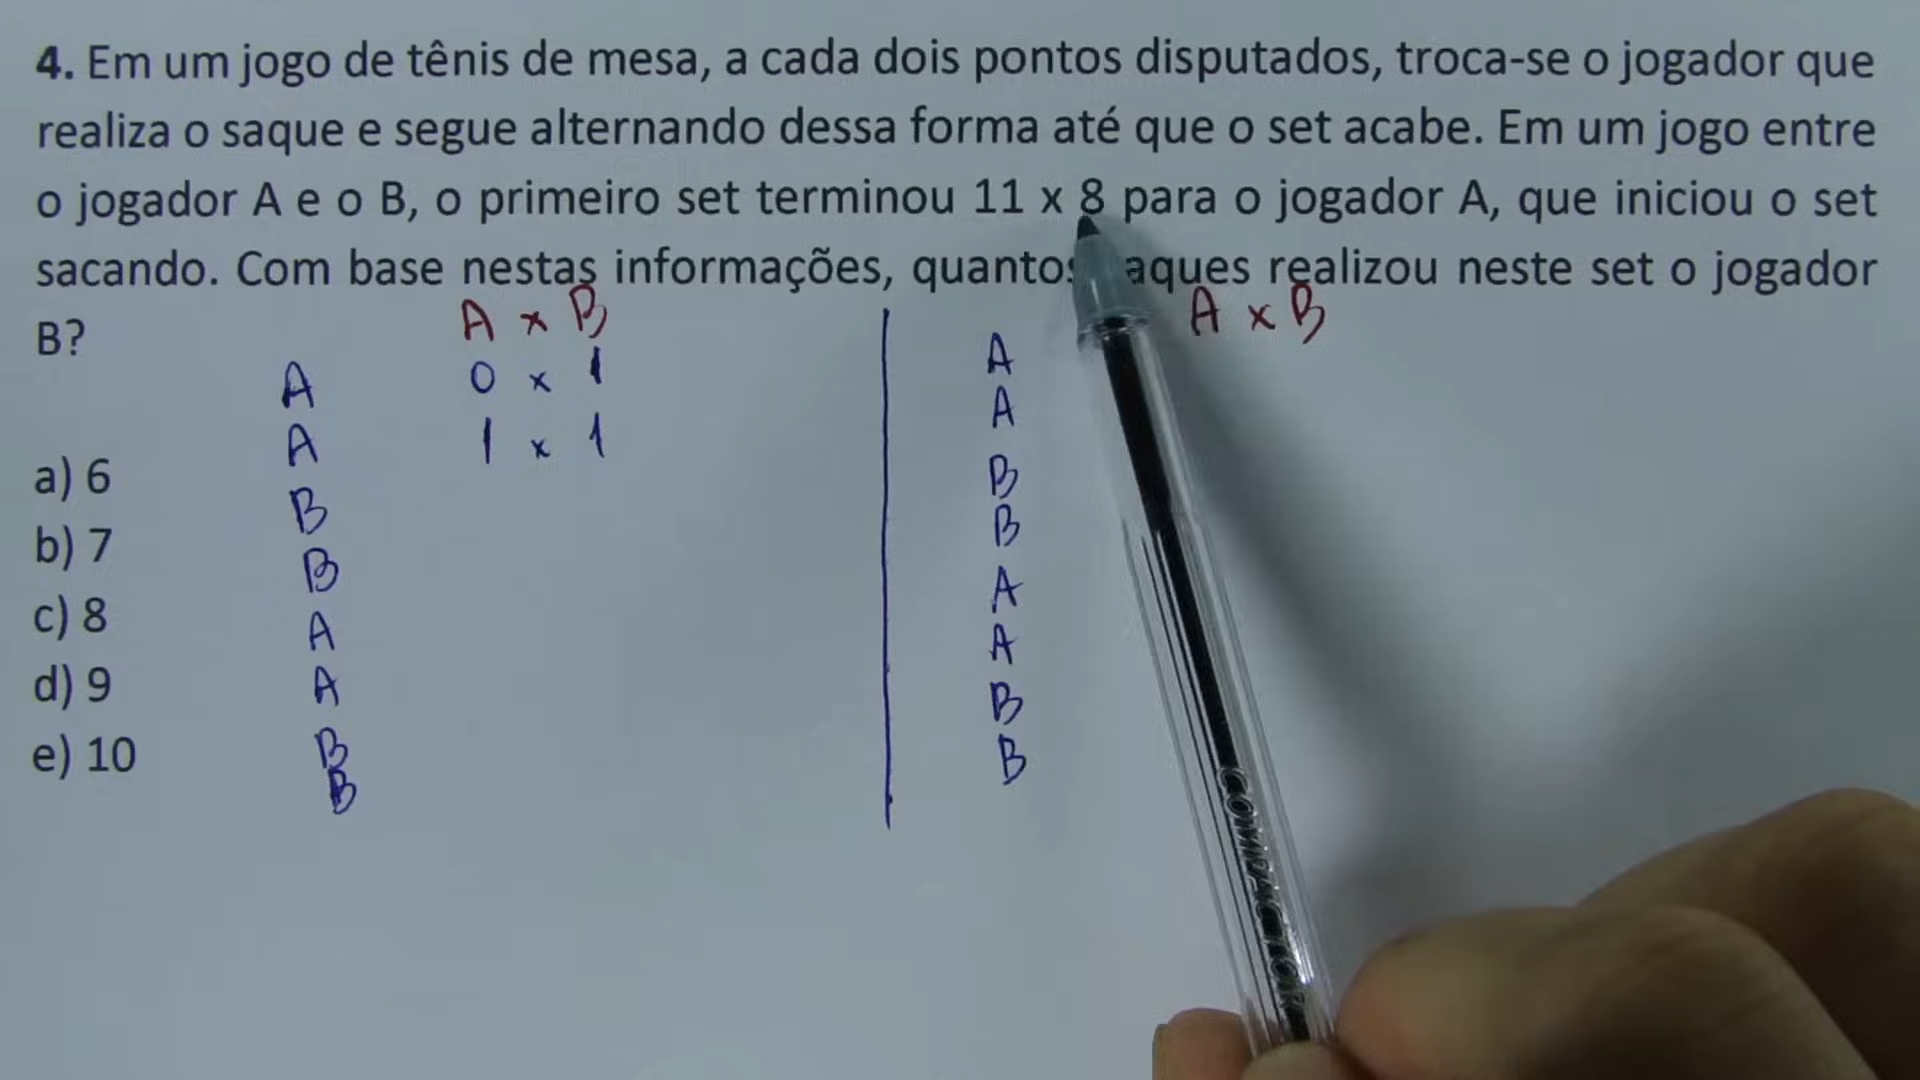 4. Em um jogo de tênis de mesa, a cada dois pontos disputados, troca-se o jogador que
realiza o saque e segue alternando dessa forma até que o set acabe. Em um jogo entre
o jogador A e o B, o primeiro set terminou 11 x 8 para o jogador A, que iniciou o set
sacando. Com base nestas informações, quantos aques realizou neste set o jogador
B?
a) 6
b) 7
c) 8
d) 9
e) 10
A x B
A 0 x 1
A 1 x 1
B
B
A
A
B
B
A x B
A
A
B
B
A
A
B
B
COMPACTOR